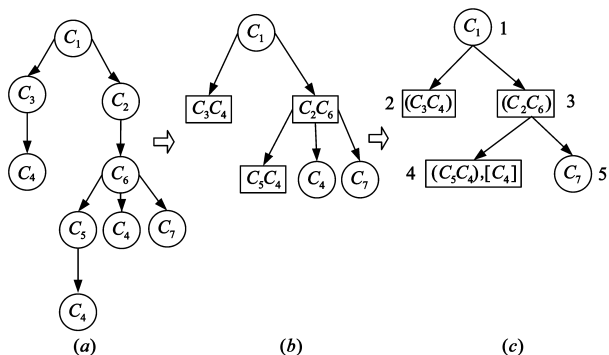 C₁
C₃ C₂
C₄ C₆
C₅ C₄ C₇
C₄
(a)
C₁
C₃C₄ C₂C₆
C₅C₄ C₄ C₇
(b)
C₁ 1
2 (C₃C₄) (C₂C₆) 3
4 (C₅C₄),[C₄] C₇ 5
(c)